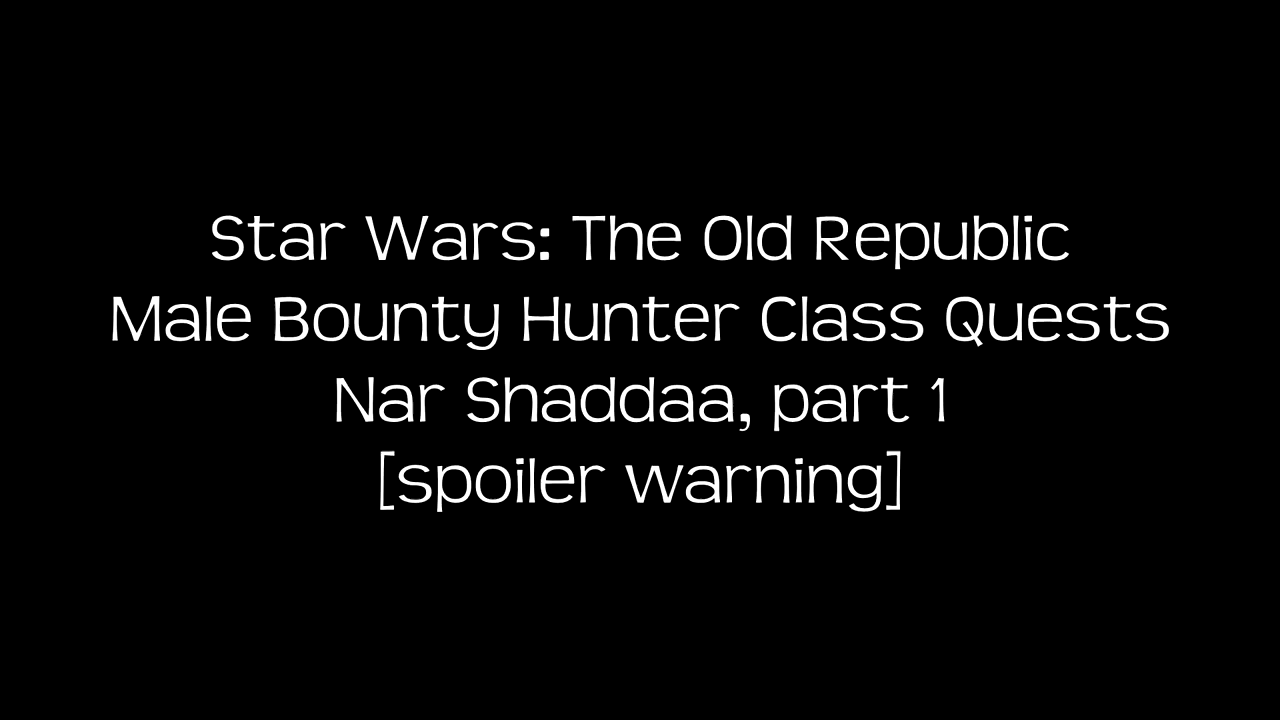 Star Wars: The Old Republic
Male Bounty Hunter Class Quests
Nar Shaddaa, part 1
[spoiler warning]